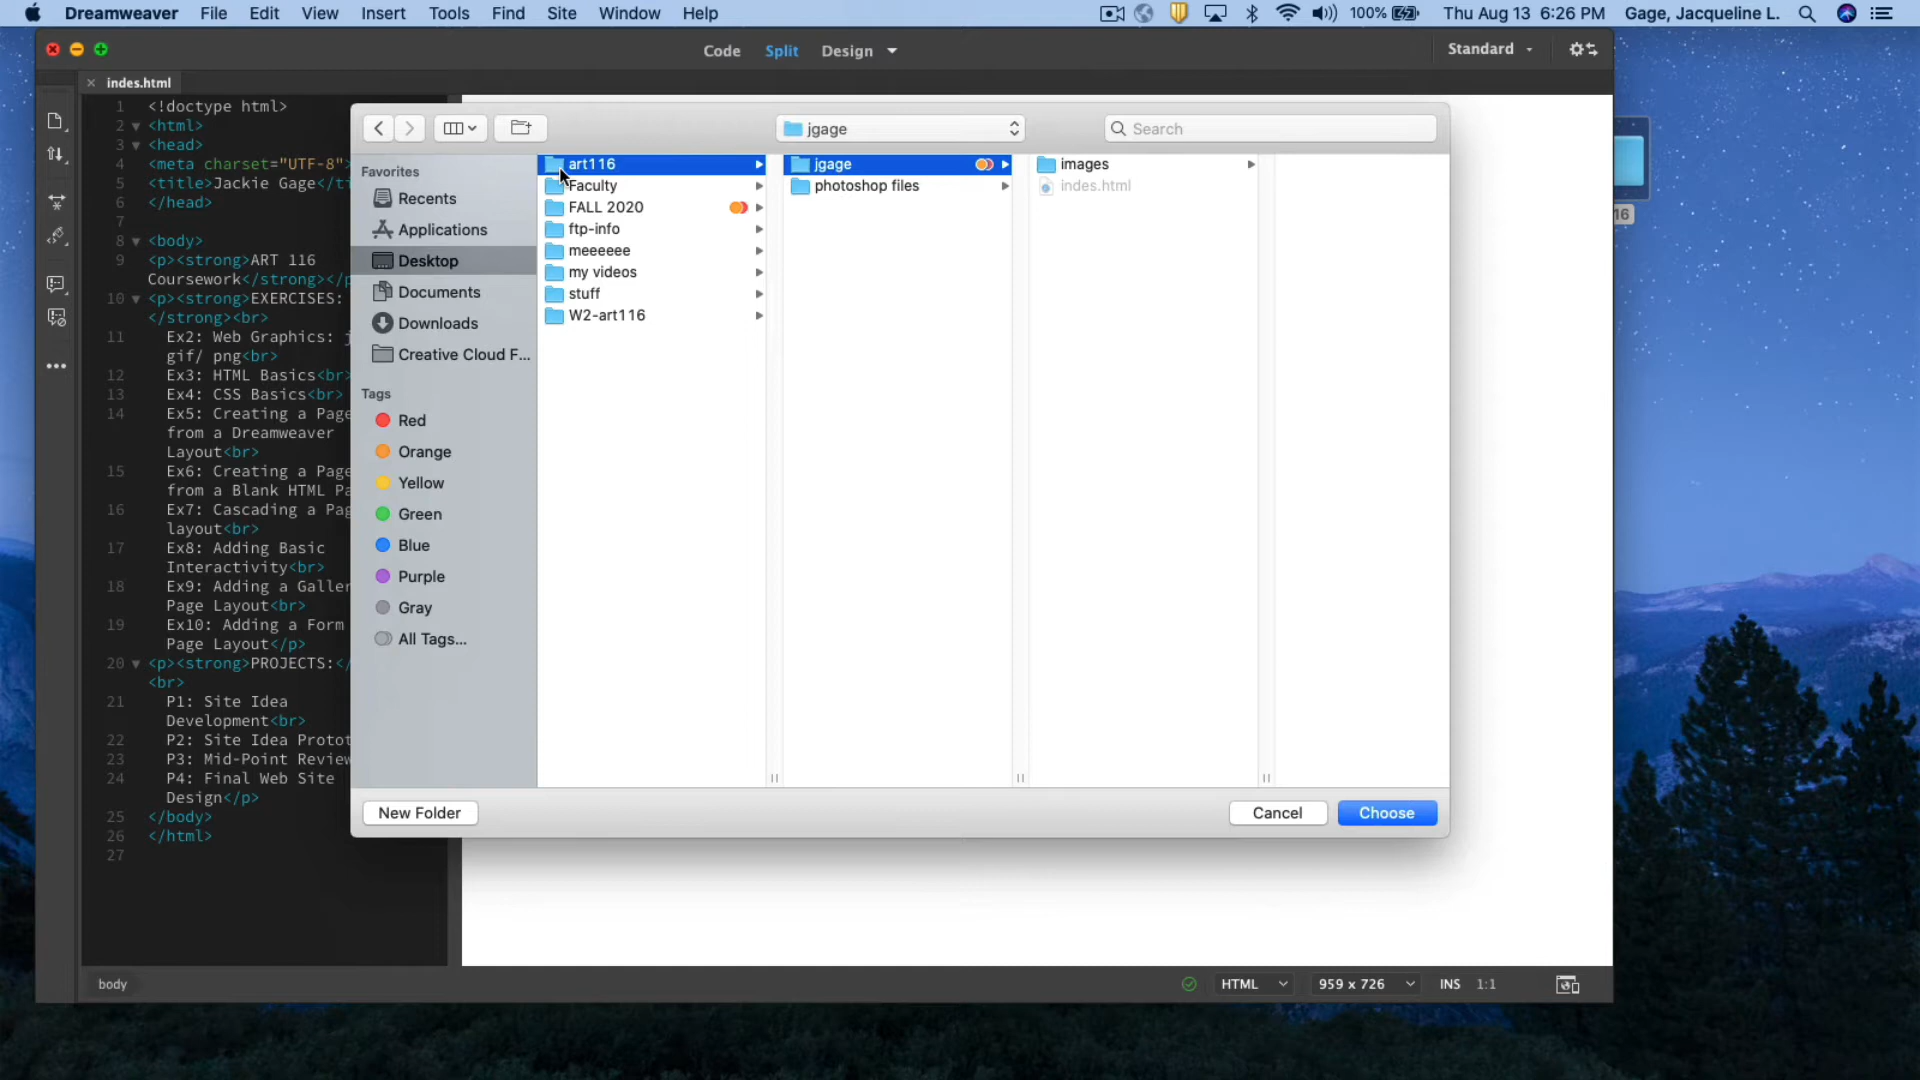 Dreamweaver File Edit View Insert Tools Find Site Window Help 100% Thu Aug 13 6:26 PM Gage, Jacqueline L.
Code Split Design Standard
indes.html
1 <!doctype html>
2 <html>
3 <head>
4 <meta charset="UTF-8">
5 <title>Jackie Gage</ti
6 </head>
7
8 <body>
9 <p><strong>ART 116
Coursework</strong></p
10 <p><strong>EXERCISES:
</strong><br>
11 Ex2: Web Graphics: j
gif/ png<br>
12 Ex3: HTML Basics<br>
13 Ex4: CSS Basics<br>
14 Ex5: Creating a Page
from a Dreamweaver
Layout<br>
15 Ex6: Creating a Page
from a Blank HTML Pa
16 Ex7: Cascading a Pag
layout<br>
17 Ex8: Adding Basic
Interactivity<br>
18 Ex9: Adding a Galler
Page Layout<br>
19 Ex10: Adding a Form
Page Layout</p>
20 <p><strong>PROJECTS:</
<br>
21 P1: Site Idea
Development<br>
22 P2: Site Idea Protot
23 P3: Mid-Point Review
24 P4: Final Web Site
Design</p>
25 </body>
26 </html>
27
jgage
Search
Favorites
Recents
Applications
Desktop
Documents
Downloads
Creative Cloud F...
Tags
Red
Orange
Yellow
Green
Blue
Purple
Gray
All Tags...
art116
Faculty
FALL 2020
ftp-info
meeeeee
my videos
stuff
W2-art116
jgage
photoshop files
images
indes.html
New Folder
Cancel
Choose
16
body
HTML 959 x 726 INS 1:1